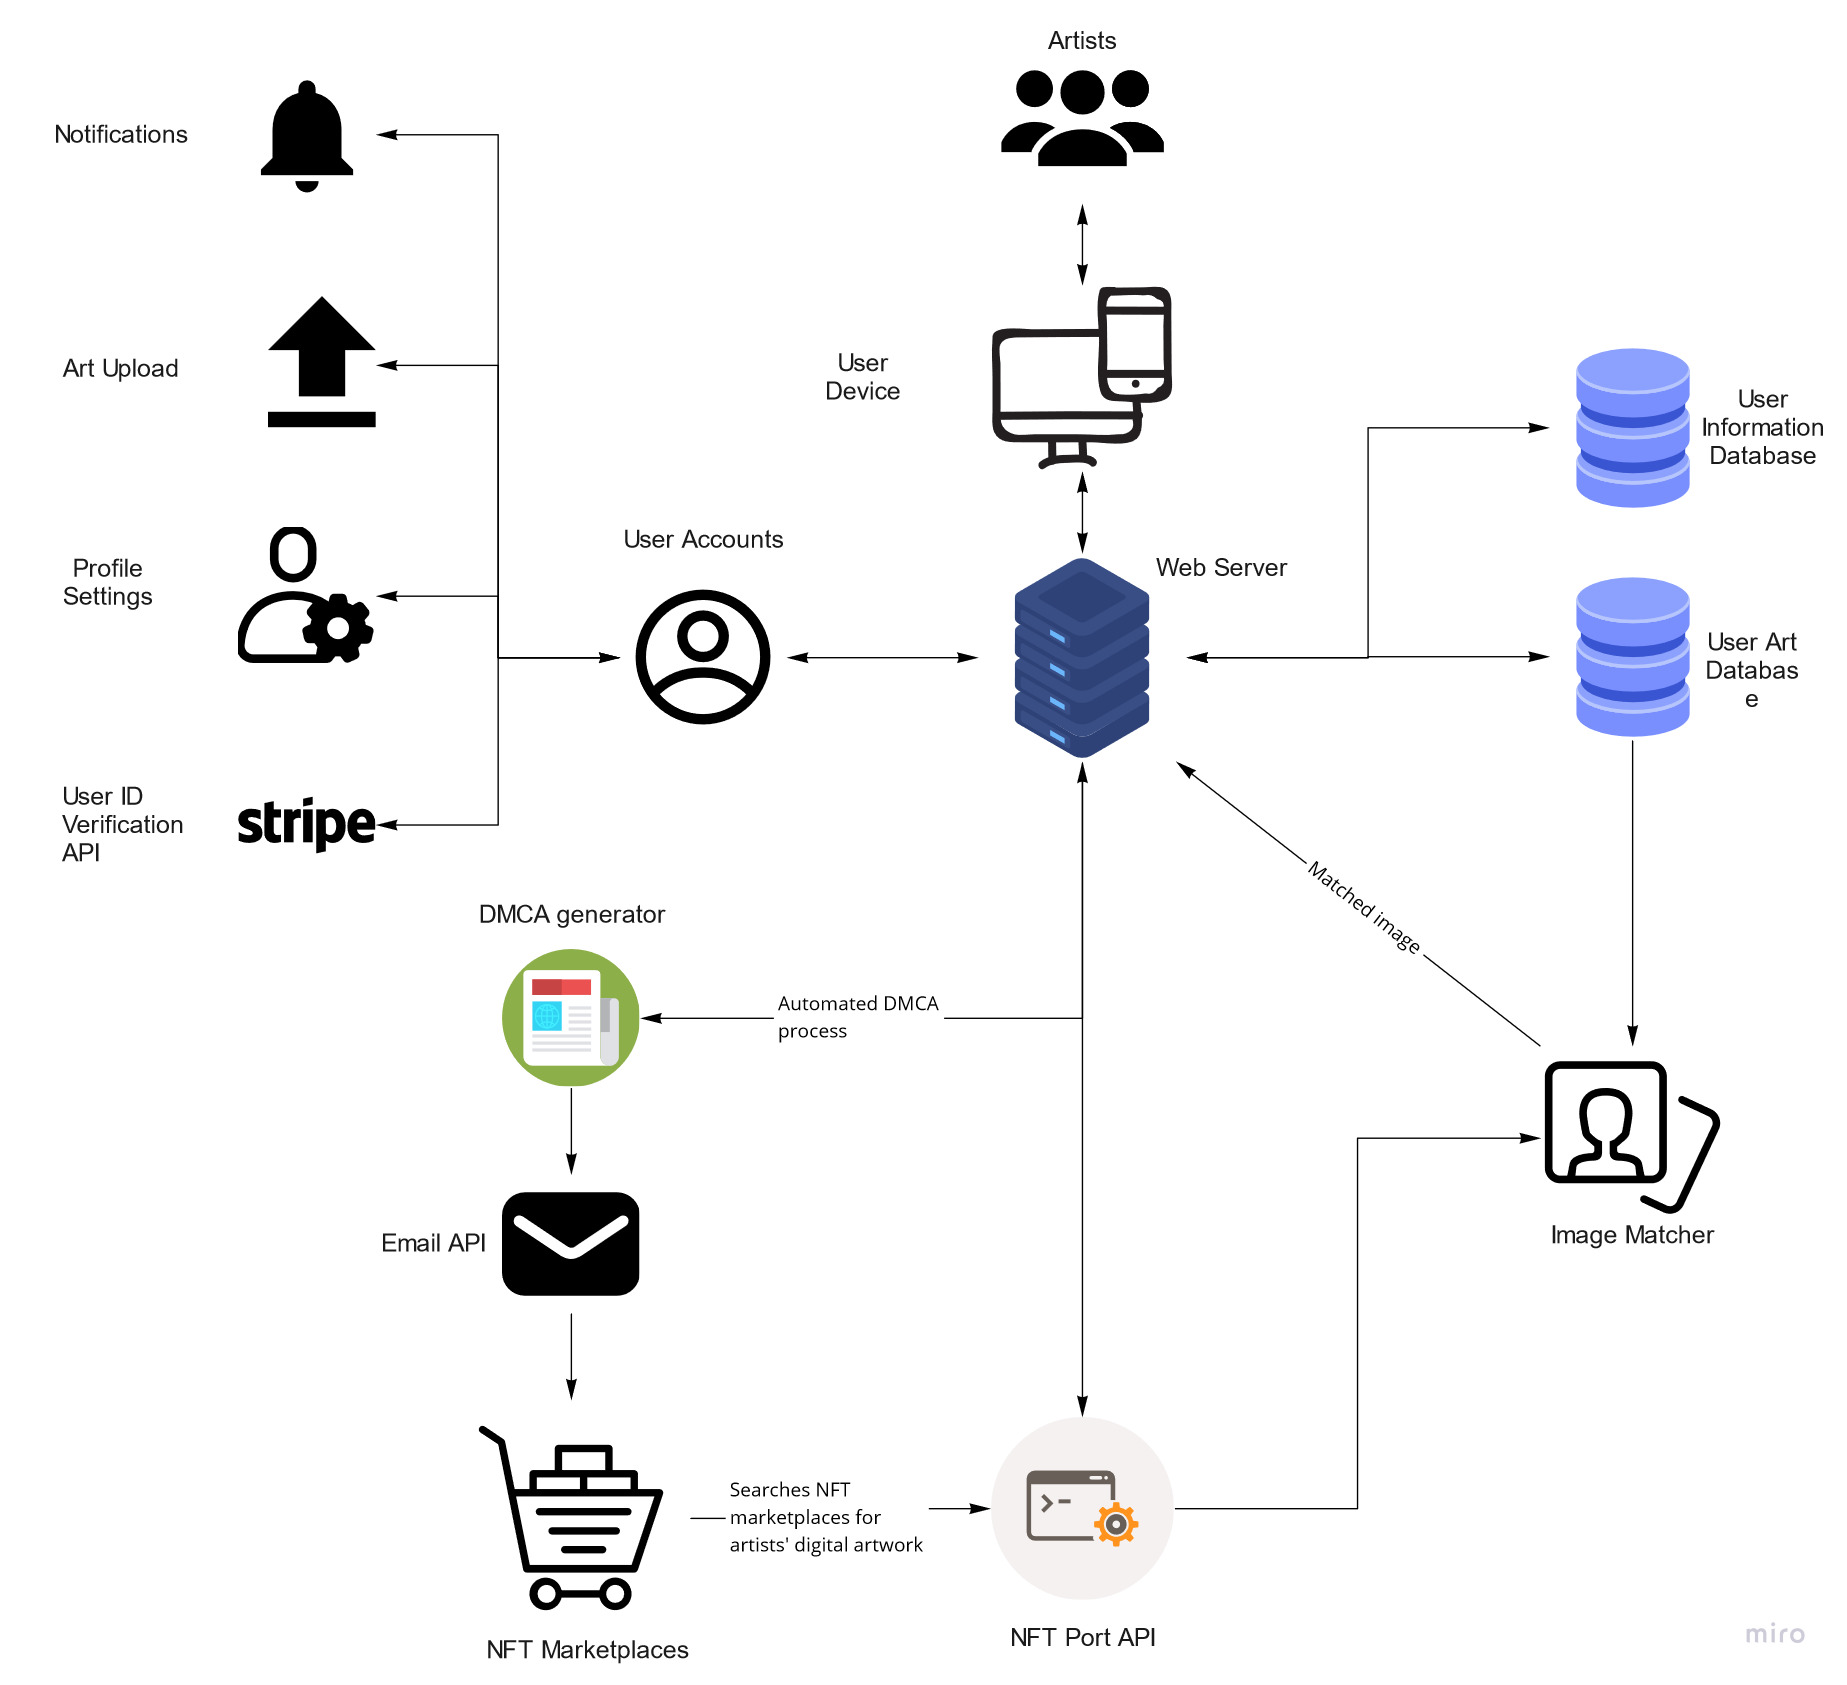 Artists
Notifications
Art Upload
User
Device
User
Information
Database
User Accounts
Web Server
Profile
Settings
User Art
Databas
e
User ID
Verification
API
stripe
Matched image
DMCA generator
Automated DMCA
process
Email API
Image Matcher
Searches NFT
marketplaces for
artists' digital artwork
NFT Marketplaces
NFT Port API
miro